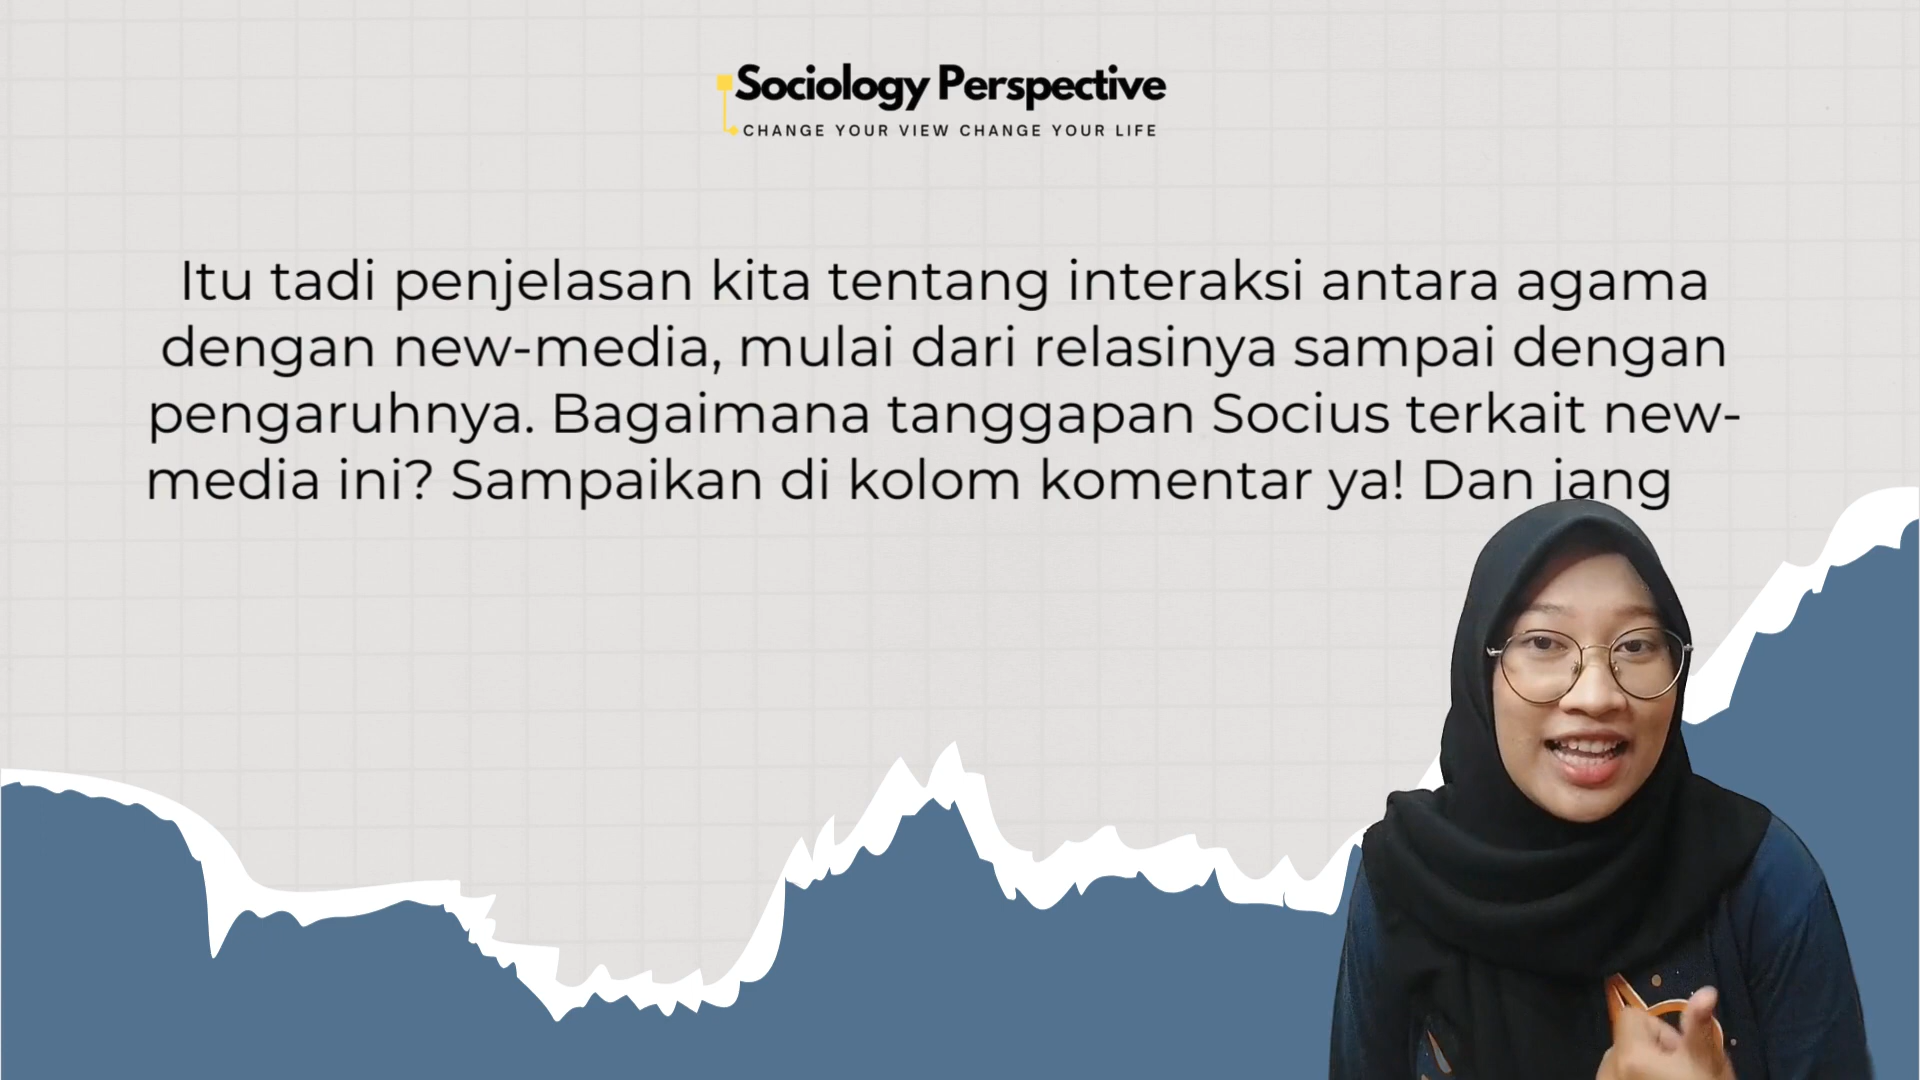 Sociology Perspective
CHANGE YOUR VIEW CHANGE YOUR LIFE
Itu tadi penjelasan kita tentang interaksi antara agama
dengan new-media, mulai dari relasinya sampai dengan
pengaruhnya. Bagaimana tanggapan Socius terkait new-
media ini? Sampaikan di kolom komentar ya! Dan jang